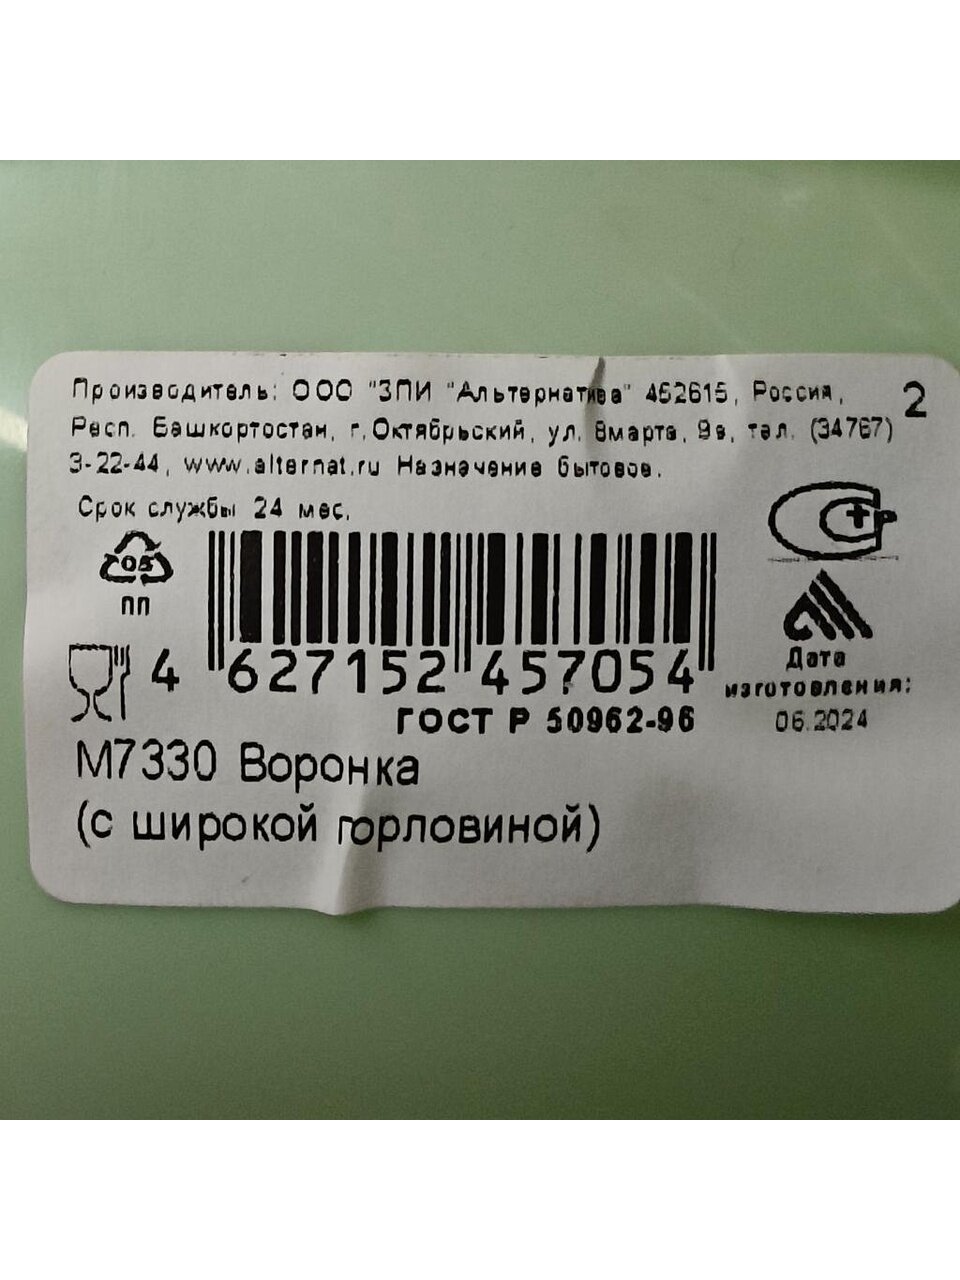 Производитель: ООО "ЗПИ "Альтернатива" 452615, Россия, 2
Респ. Башкортостан, г.Октябрьский, ул. 8марта, 9в, тел. (34767)
3-22-44, www.alternat.ru Назначение бытовое.
Срок службы 24 мес.
05
ПП
4 627152 457054
ГОСТ Р 50962-96
Дата
изготовления:
06.2024
М7330 Воронка
(с широкой горловиной)